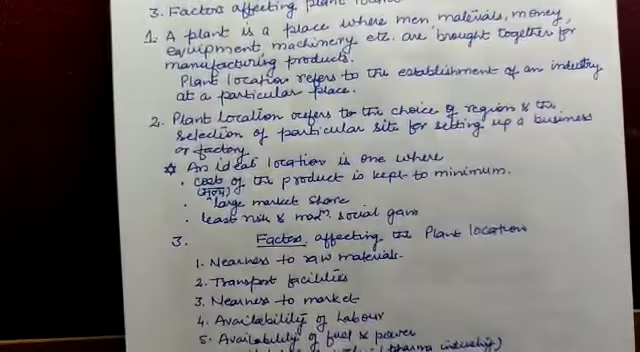 3. Factors affecting plant location
1. A plant is a place where men, materials, money,
equipment, machinery etc. are brought together for
manufacturing products.
Plant location refers to the establishment of an industry
at a particular place.
2. Plant Location refers to the choice of region & the
selection of particular site for setting up a business
or factory
☆ An ideal location is one where
• cost of the product is kept to minimum.
(मूल्य)
• large market share
• least risk & maxm. social gain
3. Factors affecting the Plant location
1. Nearness to raw materials
2. Transport facilities
3. Nearness to market
4. Availability of Labour
5. Availability of fuel & power
(pharma industry)